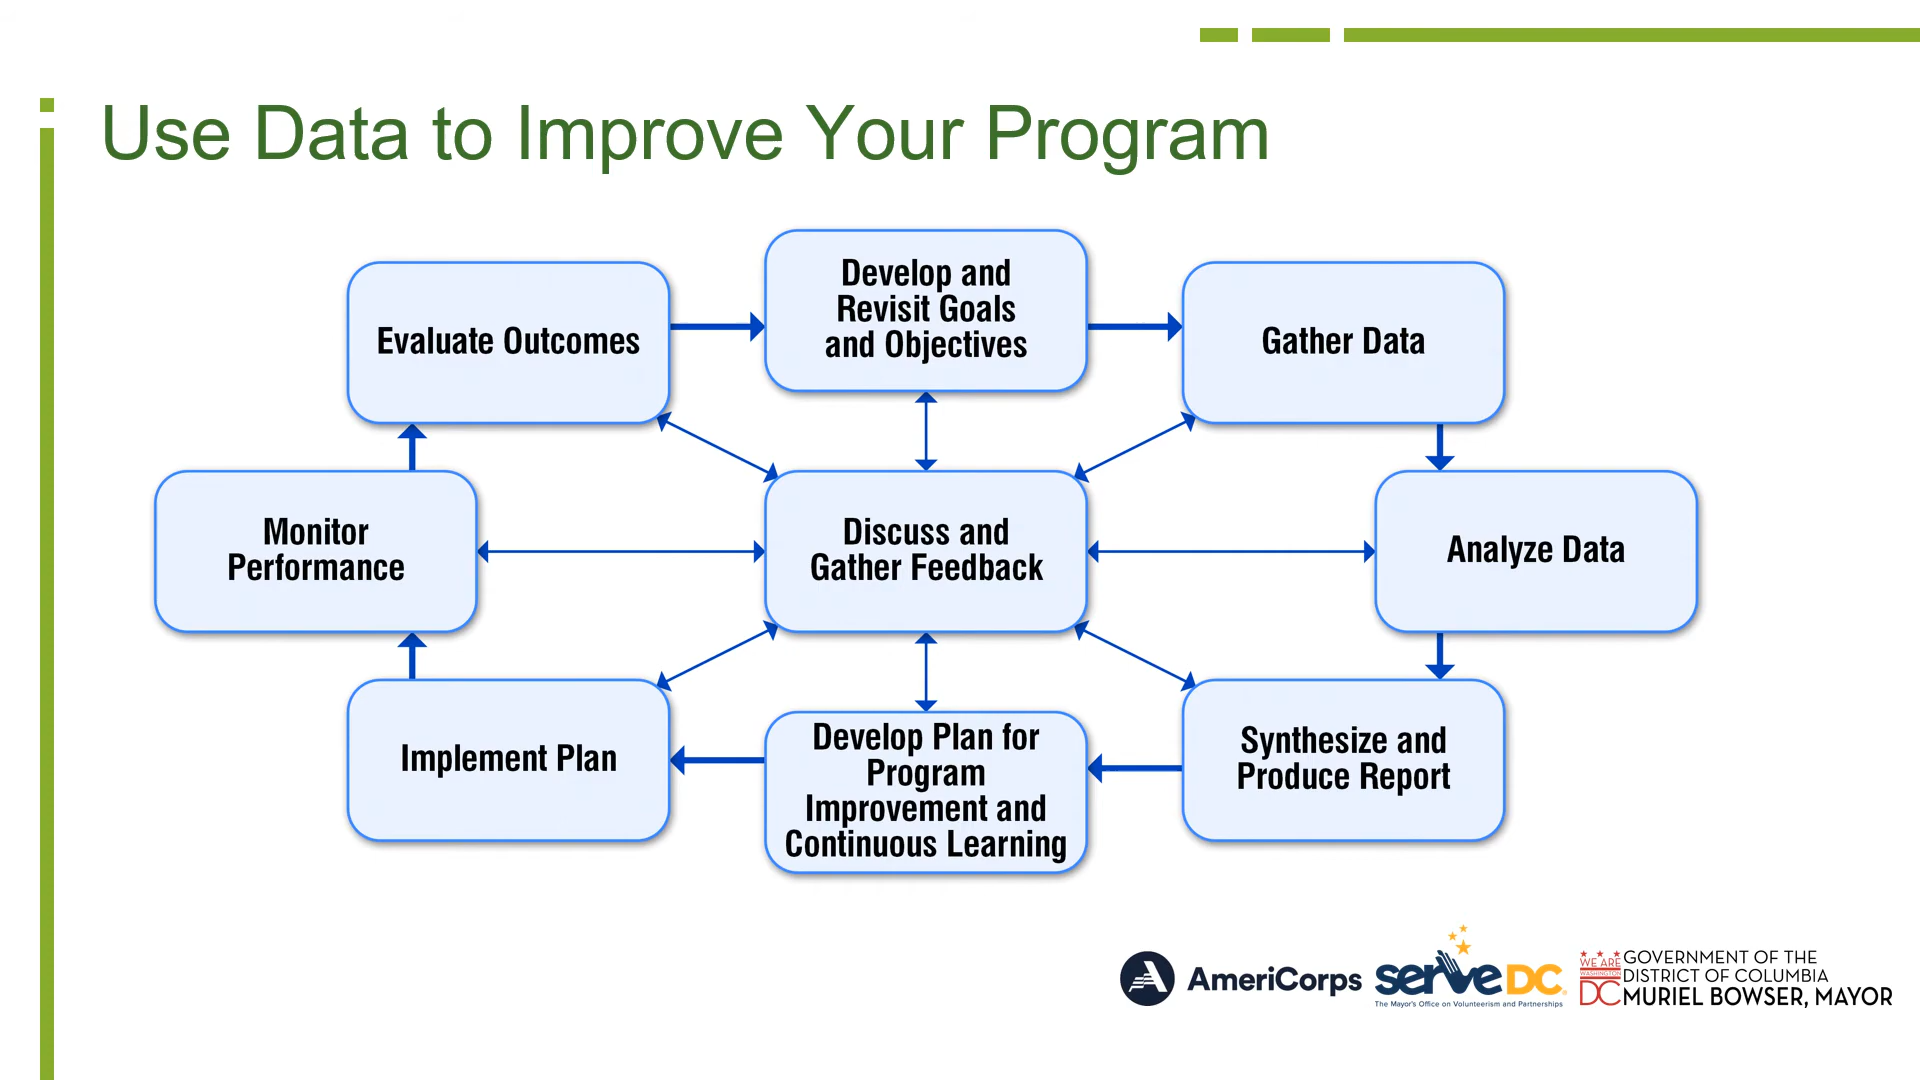 Use Data to Improve Your Program
Evaluate Outcomes
Develop and
Revisit Goals
and Objectives
Gather Data
Monitor
Performance
Discuss and
Gather Feedback
Analyze Data
Implement Plan
Develop Plan for
Program
Improvement and
Continuous Learning
Synthesize and
Produce Report
AmeriCorps
serve DC
The Mayor's Office on Volunteerism and Partnerships
WE ARE
WASHINGTON
DC
GOVERNMENT OF THE
DISTRICT OF COLUMBIA
MURIEL BOWSER, MAYOR